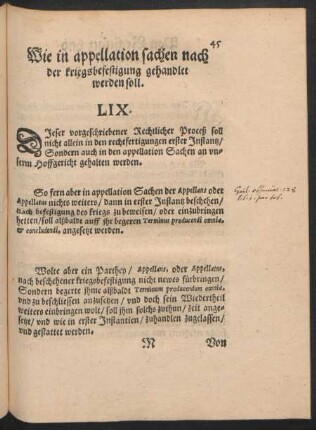 45
Wie in appellation sachen nach
der kriegsbefestigung gehandlet
werden soll.
LIX.
Dieser vorgeschriebener Rechtlicher Proceß soll
nicht allein in den rechtfertigungen erster Instantz/
Sondern auch in den appellation Sachen an vn-
serm Hoffgericht gehalten werden.
So fern aber in appellation Sachen der Appellans oder
Appellatus nichts weiters/ dann in erster Instantz beschehen/
nach befestigung des kriegs zu beweisen/ oder einzubringen
hetten/ soll alßbaldt auff ihr begeren Terminus producendi omnia,
& concludendi, angesetzt werden.
Wolte aber ein Parthey/ Appellans, oder Appellatus,
nach beschehener kriegsbefestigung nicht newes fürbringen/
Sondern begerte ihme alßbaldt Terminum producendum omnia,
vnd zu beschliessen anzusetzen/ vnd doch sein Wiedertheil
weiters einbringen wolt/ soll ihm solchs zuthun/ zeit ange-
setzt/ vnd wie in erster Instantien/ zuhandlen zugelassen/
vnd gestattet werden.
M Von